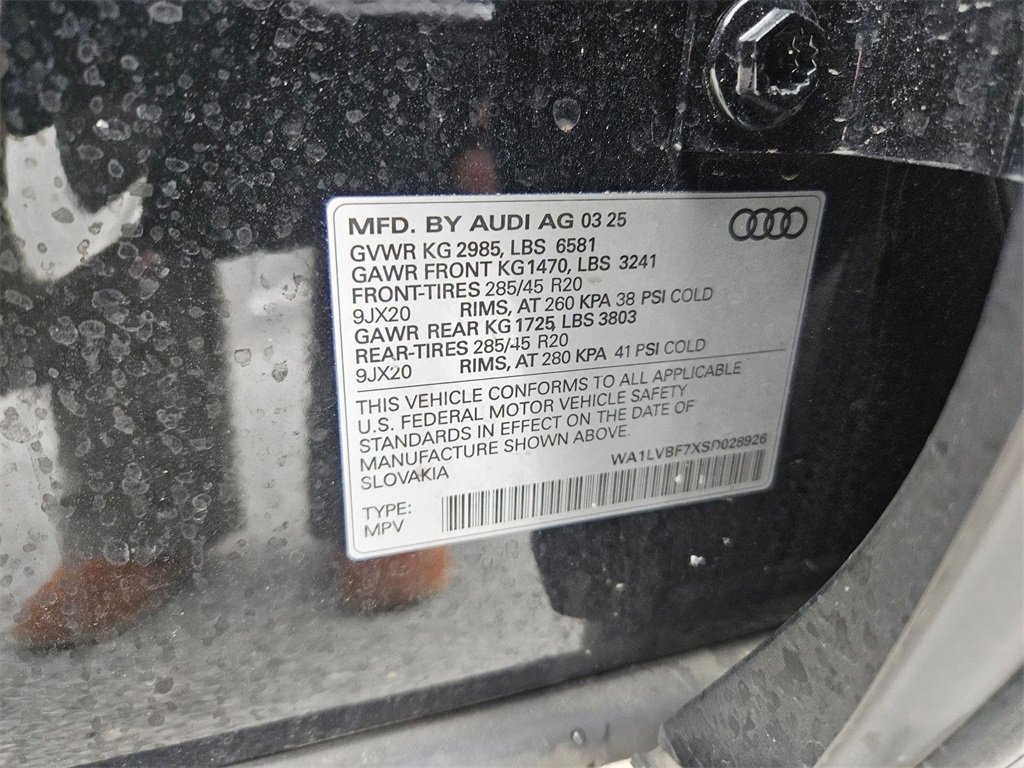 MFD. BY AUDI AG 03 25
GVWR KG 2985, LBS 6581
GAWR FRONT KG1470, LBS 3241
FRONT-TIRES 285/45 R20
9JX20 RIMS, AT 260 KPA 38 PSI COLD
GAWR REAR KG 1725, LBS 3803
REAR-TIRES 285/45 R20
9JX20 RIMS, AT 280 KPA 41 PSI COLD
THIS VEHICLE CONFORMS TO ALL APPLICABLE
U.S. FEDERAL MOTOR VEHICLE SAFETY
STANDARDS IN EFFECT ON THE DATE OF
MANUFACTURE SHOWN ABOVE.
SLOVAKIA WA1LVBF7XSD028926
TYPE:
MPV